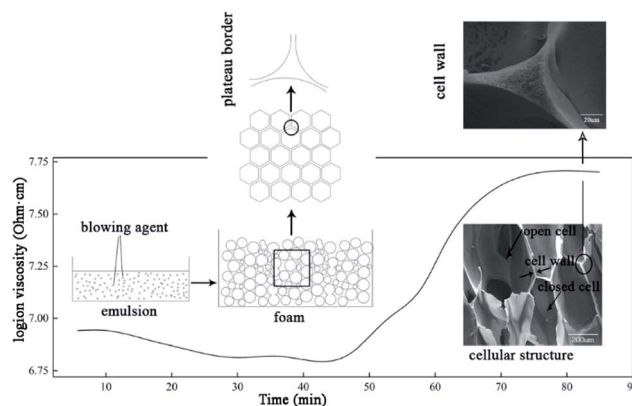 plateau border
cell wall
20um
7.75
7.50
7.25
7.00
6.75
logion viscosity (Ohm·cm)
blowing agent
emulsion
foam
open cell
cell wall
closed cell
200um
cellular structure
10
20
30
40
50
60
70
80
9
Time (min)